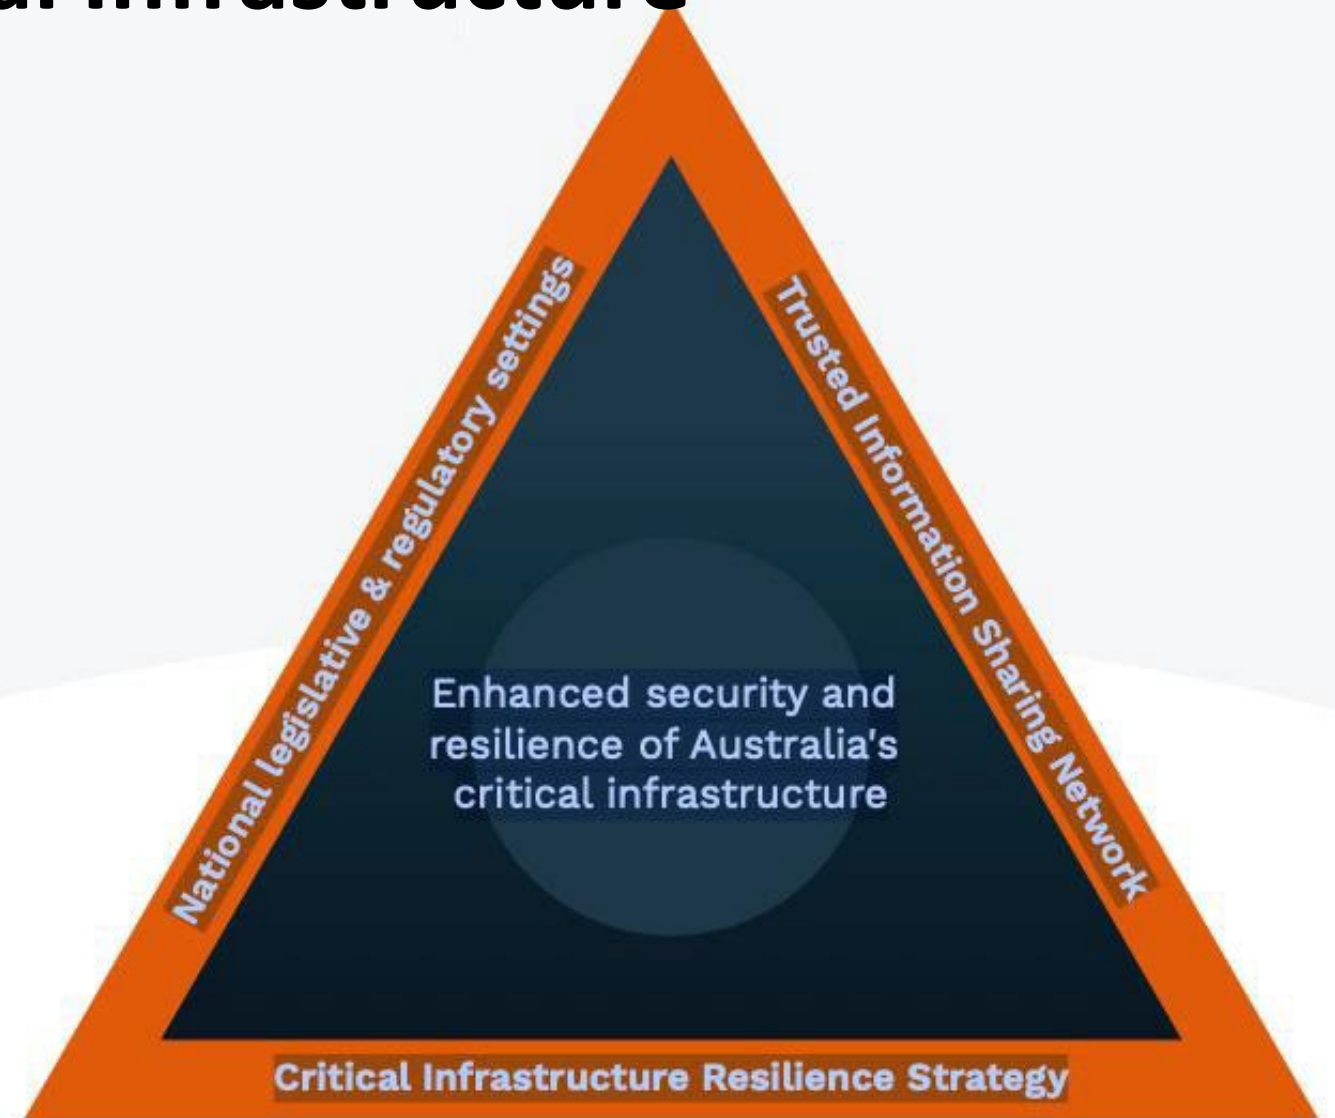 infrastructure
National legislative & regulatory settings
Trusted Information Sharing Network
Enhanced security and
resilience of Australia's
critical infrastructure
Critical Infrastructure Resilience Strategy